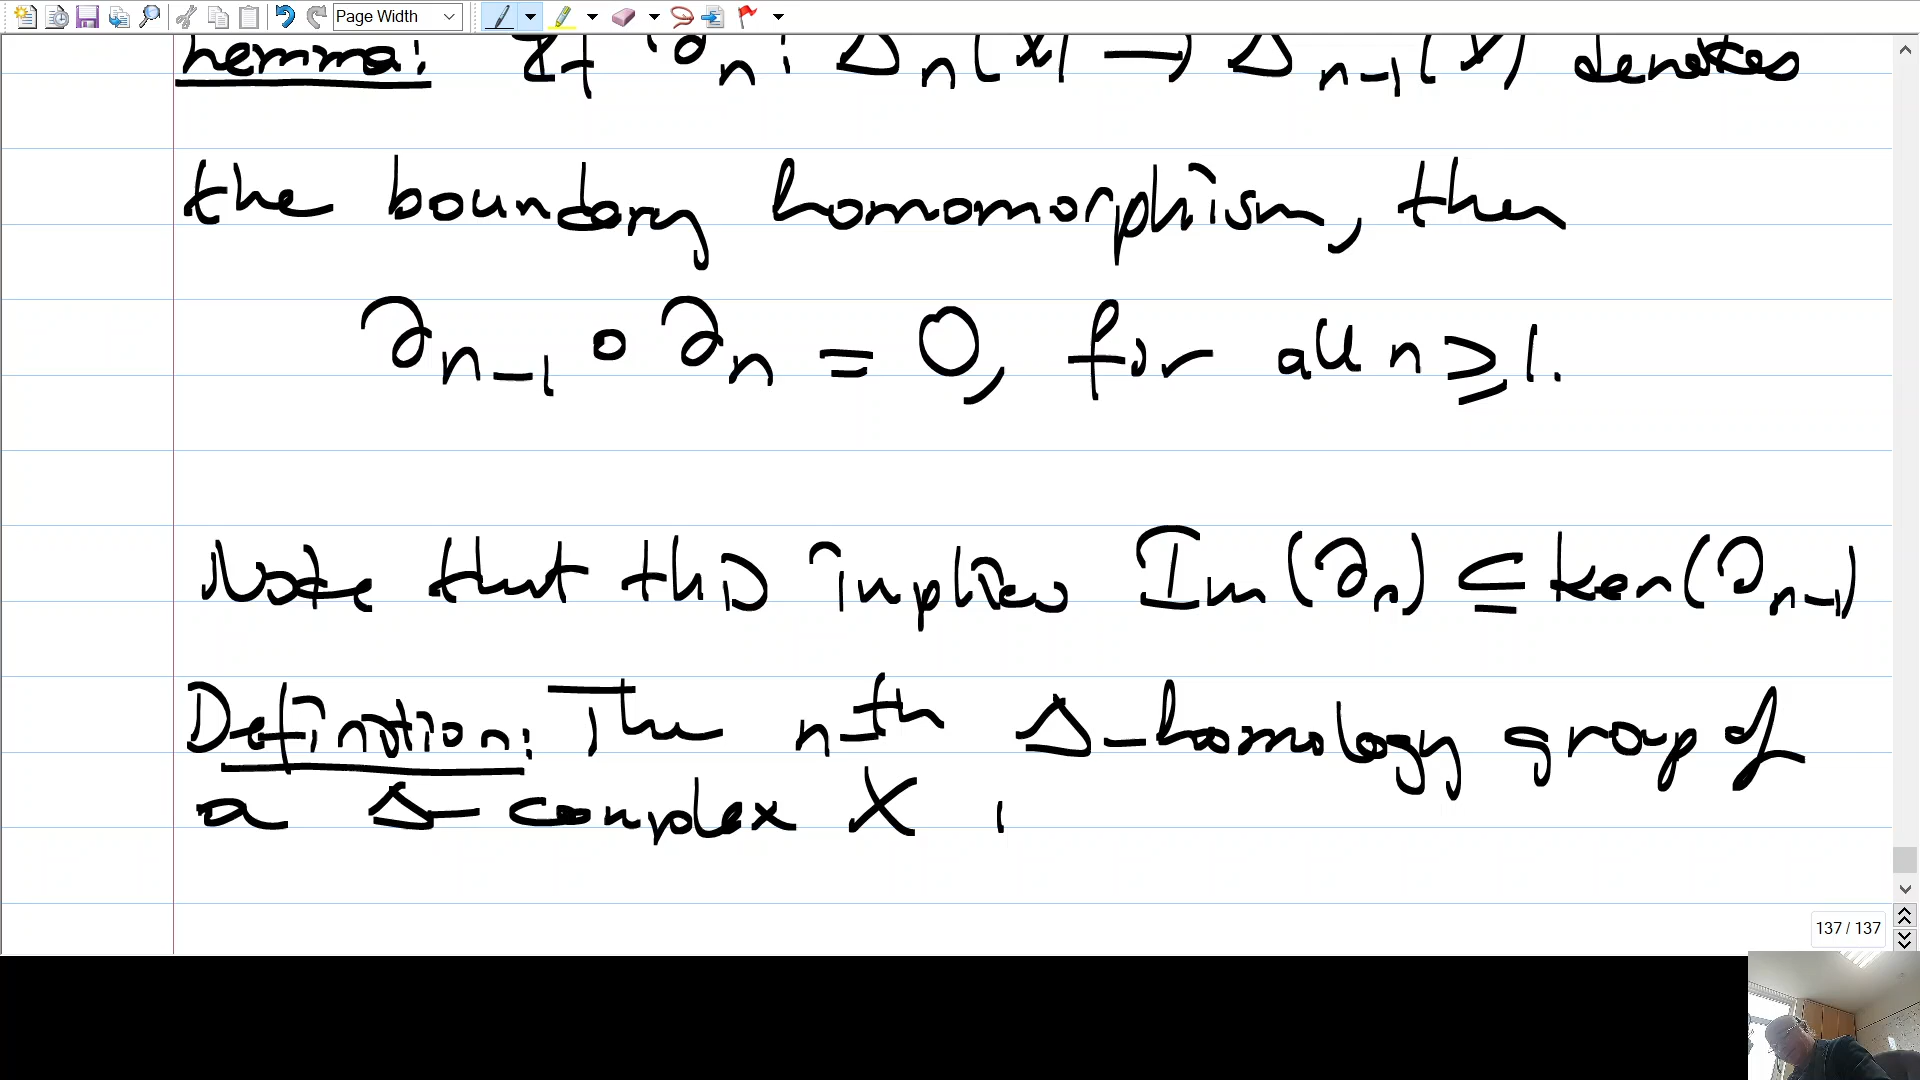 Page Width
Lemma: If ∂n: Δn(X) → Δn-1(X) denotes
the boundary homomorphism, then
∂n-1 ∘ ∂n = 0, for all n ≥ 1.
Note that this implies Im(∂n) ⊆ ker(∂n-1)
Definition: The nth Δ-homology group of
a Δ-complex X
137 / 137